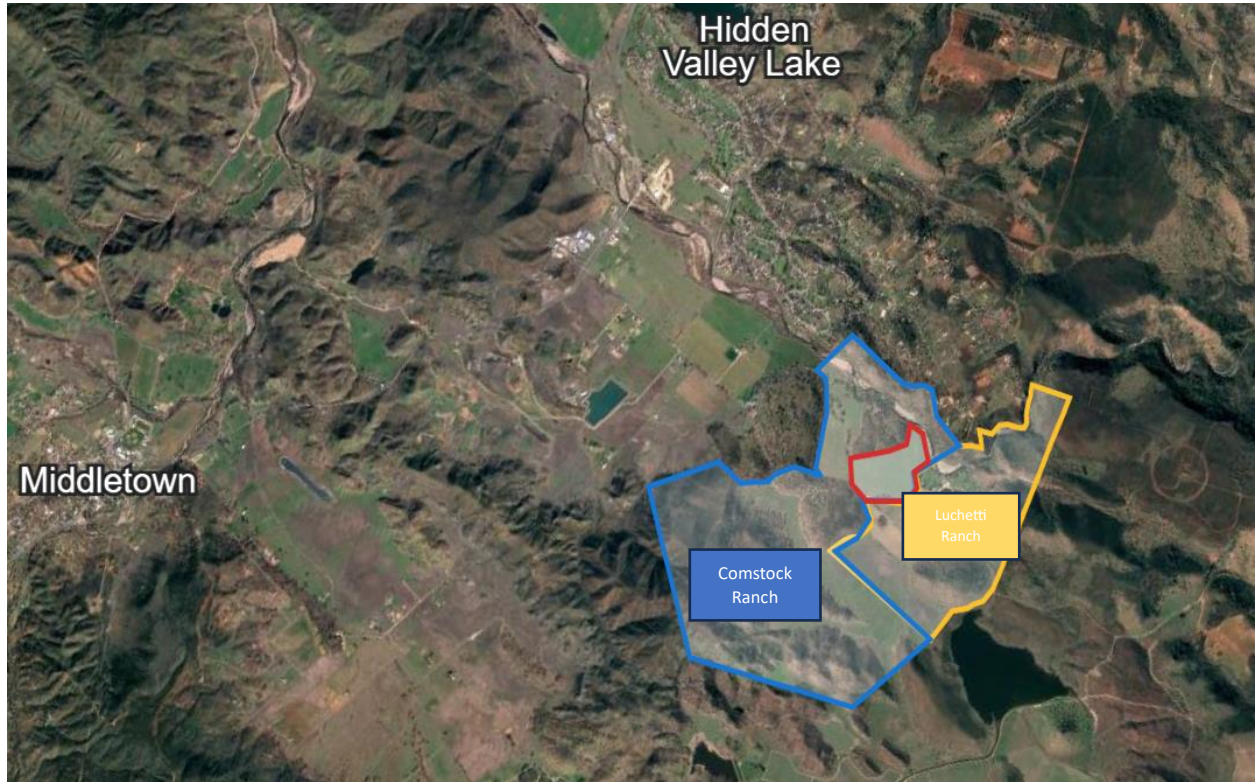 Hidden
Valley Lake
Middletown
Luchetti
Ranch
Comstock
Ranch